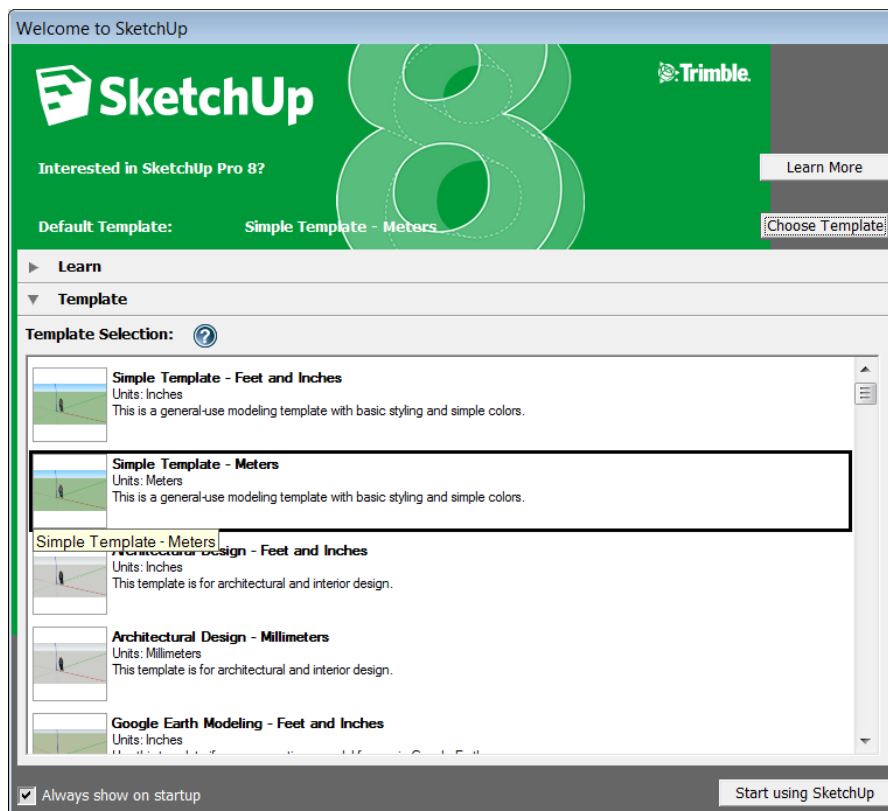 Welcome to SketchUp
SketchUp
Trimble.
8
Interested in SketchUp Pro 8?
Learn More
Default Template: Simple Template - Meters
Choose Template
Learn
Template
Template Selection: ?
Simple Template - Feet and Inches
Units: Inches
This is a general-use modeling template with basic styling and simple colors.
Simple Template - Meters
Units: Meters
This is a general-use modeling template with basic styling and simple colors.
Simple Template - Meters
Architectural Design - Feet and Inches
Units: Inches
This template is for architectural and interior design.
Architectural Design - Millimeters
Units: Millimeters
This template is for architectural and interior design.
Google Earth Modeling - Feet and Inches
Units: Inches
Always show on startup
Start using SketchUp